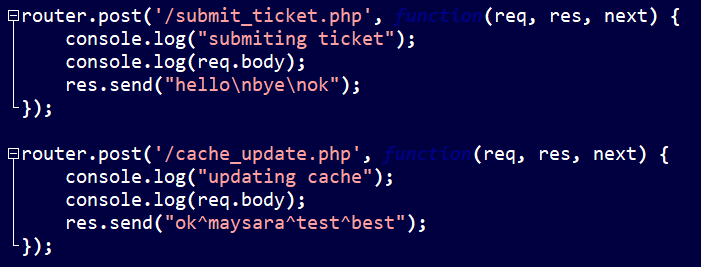 router.post('/submit_ticket.php', function(req, res, next) {
    console.log("submiting ticket");
    console.log(req.body);
    res.send("hello\nbye\nok");
});

router.post('/cache_update.php', function(req, res, next) {
    console.log("updating cache");
    console.log(req.body);
    res.send("ok^maysara^test^best");
});